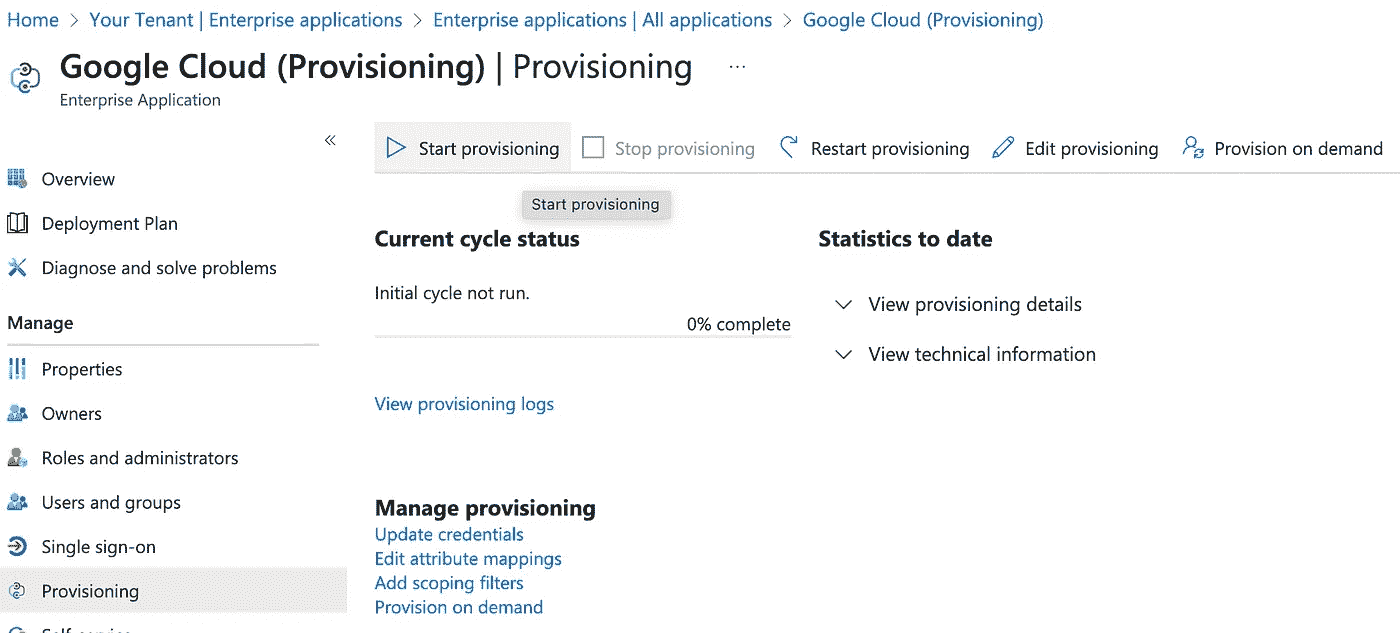 Home > Your Tenant | Enterprise applications > Enterprise applications | All applications > Google Cloud (Provisioning)
Google Cloud (Provisioning) | Provisioning ...
Enterprise Application
«
Start provisioning
Stop provisioning
Restart provisioning
Edit provisioning
Provision on demand
Start provisioning
Overview
Deployment Plan
Diagnose and solve problems
Manage
Properties
Owners
Roles and administrators
Users and groups
Single sign-on
Provisioning
Current cycle status
Initial cycle not run.
0% complete
View provisioning logs
Manage provisioning
Update credentials
Edit attribute mappings
Add scoping filters
Provision on demand
Statistics to date
View provisioning details
View technical information